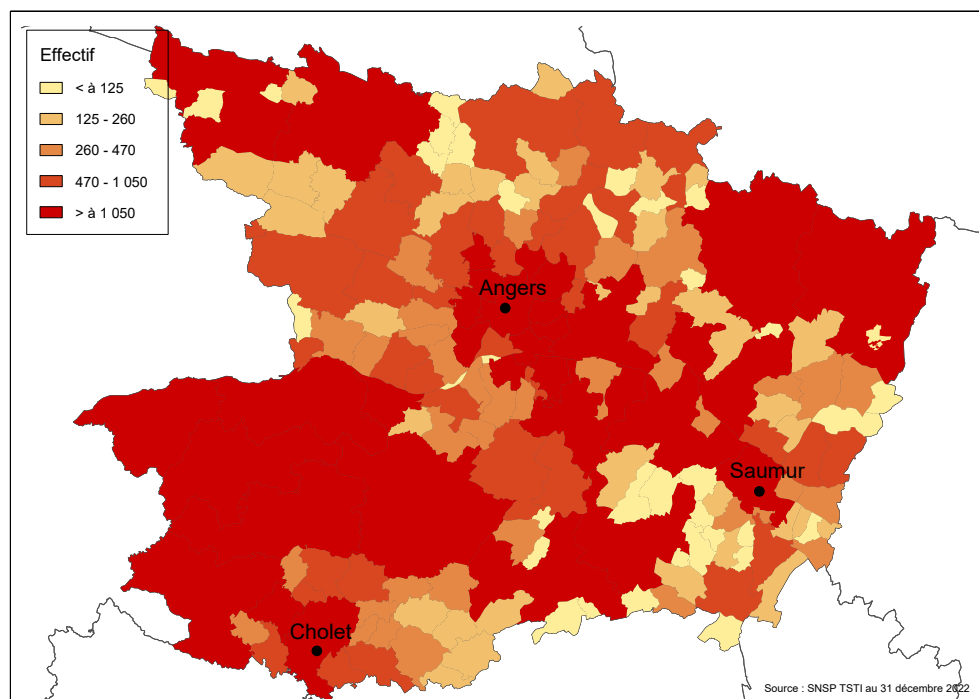 Effectif
< à 125
125 - 260
260 - 470
470 - 1 050
> à 1 050
Angers
Saumur
Cholet
Source : SNSP TSTI au 31 décembre 2022